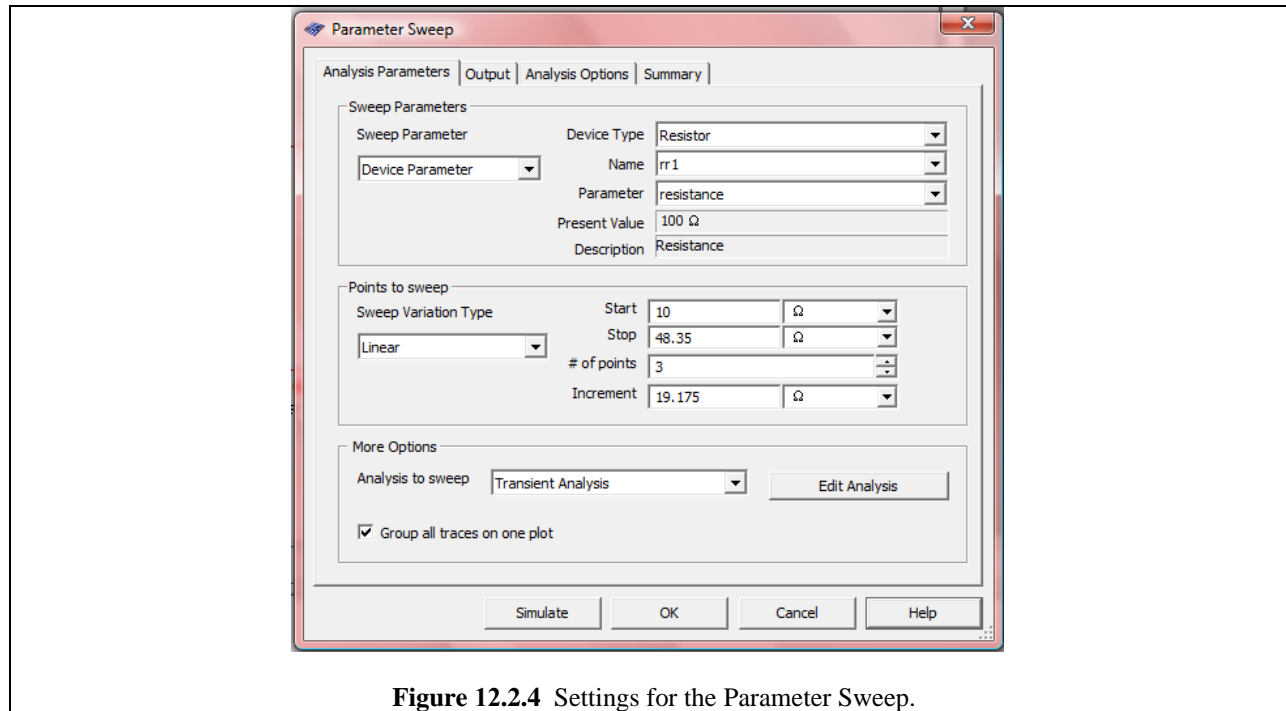 Parameter Sweep
Analysis Parameters Output Analysis Options Summary
Sweep Parameters
Sweep Parameter
Device Parameter
Device Type Resistor
Name rr1
Parameter resistance
Present Value 100 Ω
Description Resistance
Points to sweep
Sweep Variation Type
Linear
Start 10 Ω
Stop 48.35 Ω
# of points 3
Increment 19.175 Ω
More Options
Analysis to sweep Transient Analysis Edit Analysis
Group all traces on one plot
Simulate OK Cancel Help
Figure 12.2.4 Settings for the Parameter Sweep.